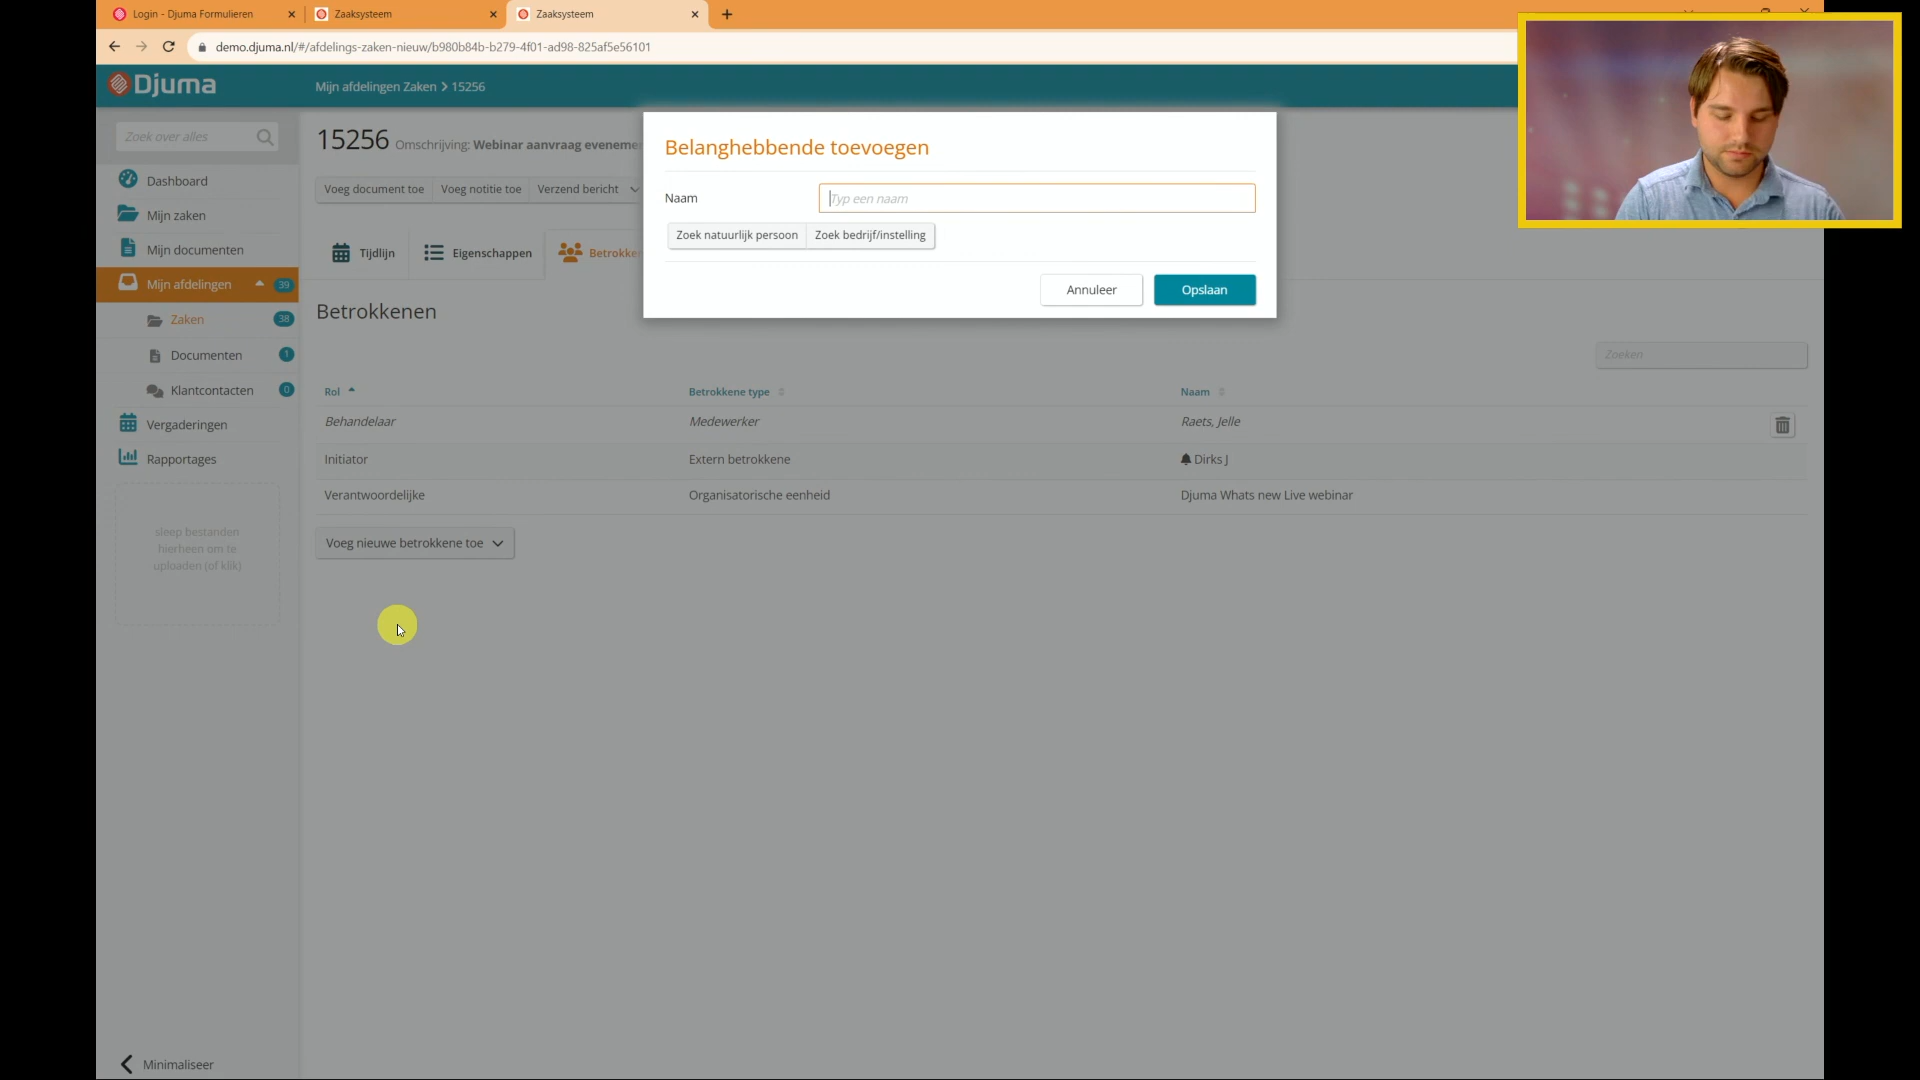 Login - Djuma Formulieren
Zaaksysteem
Zaaksysteem
demo.djuma.nl/#/afdelings-zaken-nieuw/b980b84b-b279-4f01-ad98-825af5e56101
Djuma
Mijn afdelingen Zaken > 15256
Zoek over alles
Dashboard
Mijn zaken
Mijn documenten
Mijn afdelingen 39
Zaken 38
Documenten 1
Klantcontacten 0
Vergaderingen
Rapportages
sleep bestanden
hierheen om te
uploaden (of klik)
Minimaliseer
15256 Omschrijving: Webinar aanvraag eveneme
Voeg document toe Voeg notitie toe Verzend bericht
Tijdlijn Eigenschappen Betrokke
Belanghebbende toevoegen
Naam Typ een naam
Zoek natuurlijk persoon Zoek bedrijf/instelling
Annuleer Opslaan
Betrokkenen
Zoeken
Rol Betrokkene type Naam
Behandelaar Medewerker Raets, Jelle
Initiator Extern betrokkene Dirks J
Verantwoordelijke Organisatorische eenheid Djuma Whats new Live webinar
Voeg nieuwe betrokkene toe